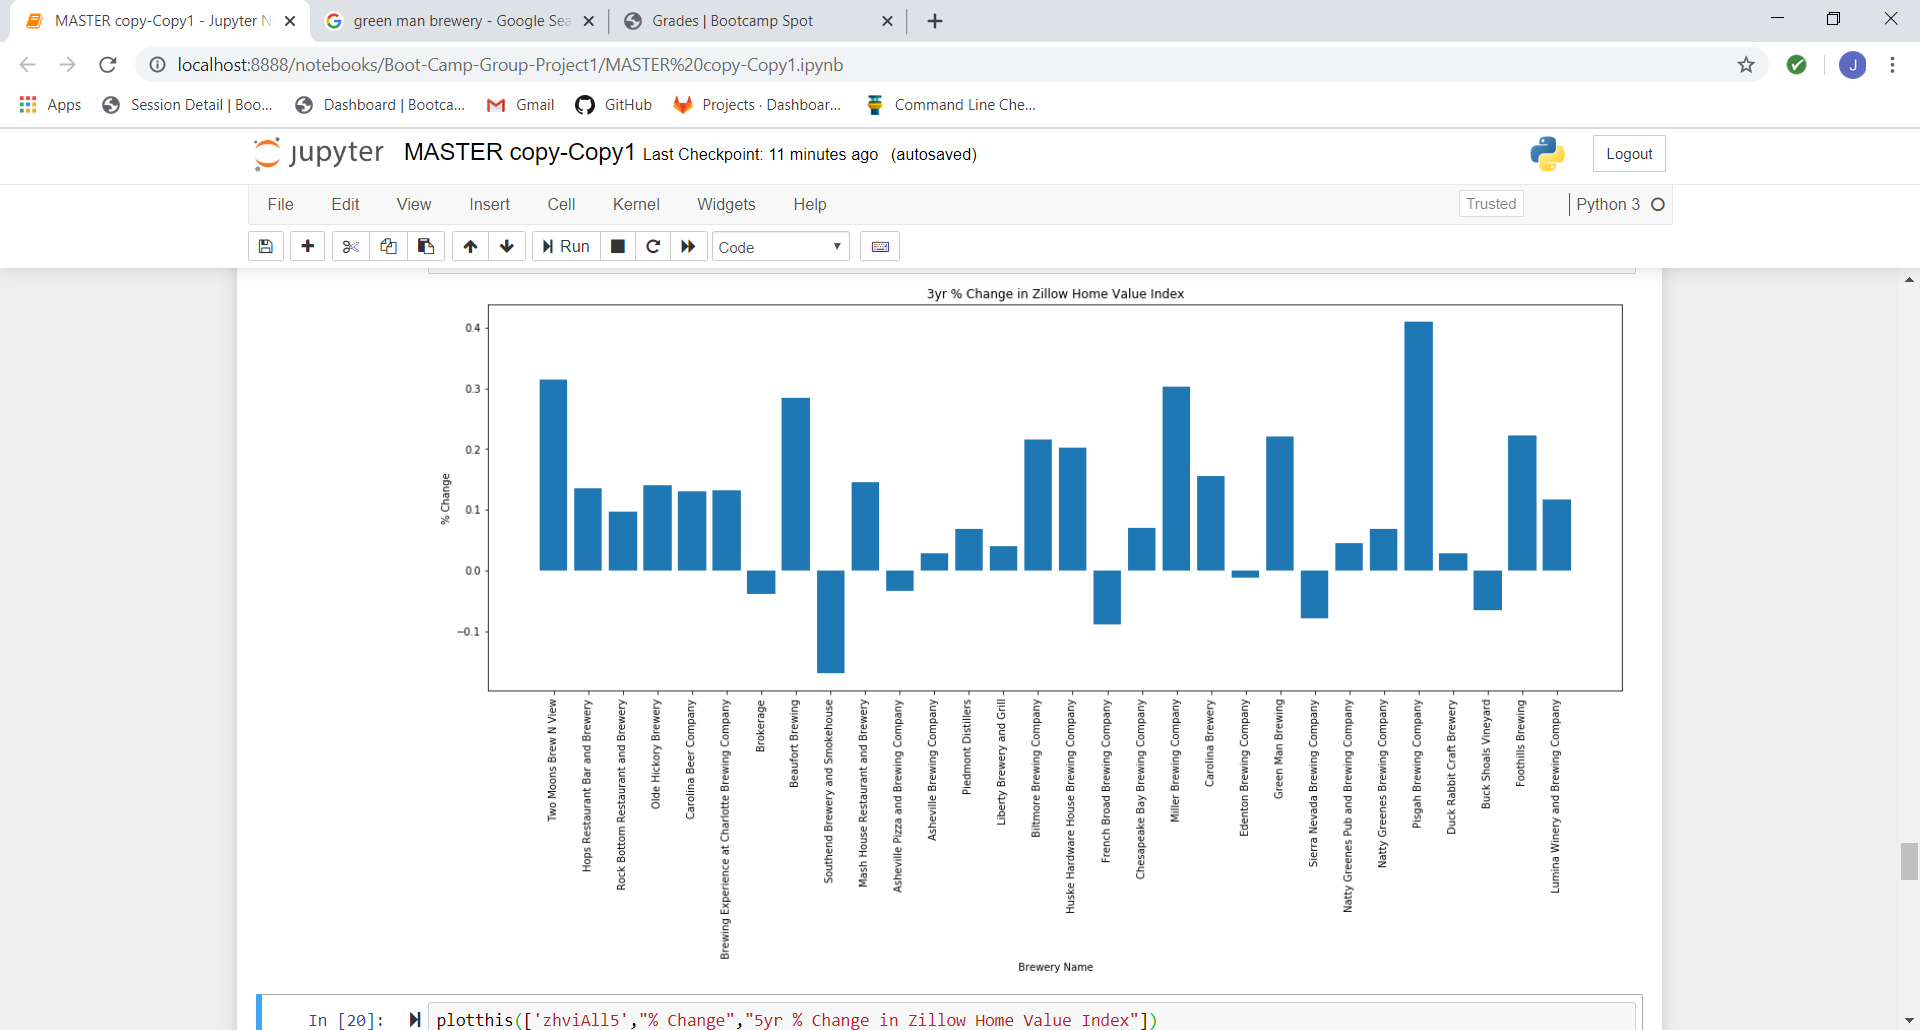 MASTER copy-Copy1 - Jupyter N
green man brewery - Google Sea
Grades | Bootcamp Spot
localhost:8888/notebooks/Boot-Camp-Group-Project1/MASTER%20copy-Copy1.ipynb
J
Apps
Session Detail | Boo...
Dashboard | Bootca...
Gmail
GitHub
Projects · Dashboar...
Command Line Che...
jupyter MASTER copy-Copy1 Last Checkpoint: 11 minutes ago (autosaved)
Logout
File Edit View Insert Cell Kernel Widgets Help
Trusted
Python 3
Run
Code
3yr % Change in Zillow Home Value Index
0.4
0.3
0.2
0.1
0.0
−0.1
% Change
Two Moons Brew N View
Hops Restaurant Bar and Brewery
Rock Bottom Restaurant and Brewery
Olde Hickory Brewery
Carolina Beer Company
Brewing Experience at Charlotte Brewing Company
Brokerage
Beaufort Brewing
Southend Brewery and Smokehouse
Mash House Restaurant and Brewery
Asheville Pizza and Brewing Company
Asheville Brewing Company
Piedmont Distillers
Liberty Brewery and Grill
Biltmore Brewing Company
Huske Hardware House Brewing Company
French Broad Brewing Company
Chesapeake Bay Brewing Company
Miller Brewing Company
Carolina Brewery
Edenton Brewing Company
Green Man Brewing
Sierra Nevada Brewing Company
Natty Greenes Pub and Brewing Company
Natty Greenes Brewing Company
Pisgah Brewing Company
Duck Rabbit Craft Brewery
Buck Shoals Vineyard
Foothills Brewing
Lumina Winery and Brewing Company
Brewery Name
In [20]: plotthis(['zhviAll5',"% Change","5yr % Change in Zillow Home Value Index"])